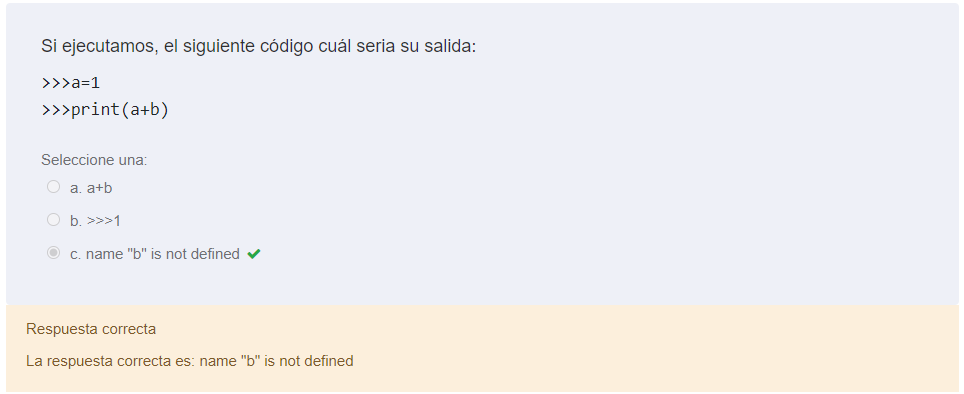 Si ejecutamos, el siguiente código cuál seria su salida:
>>>a=1
>>>print(a+b)
Seleccione una:
a. a+b
b. >>>1
c. name "b" is not defined
Respuesta correcta
La respuesta correcta es: name "b" is not defined